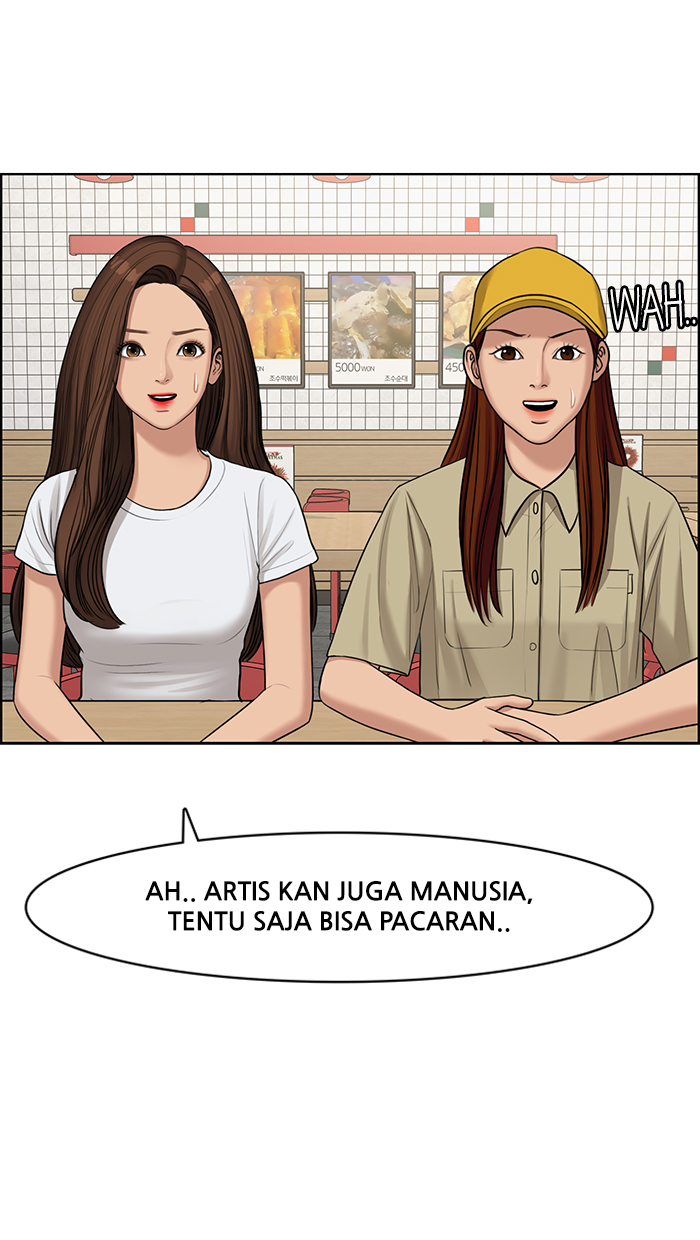 WAH..
조수떡볶이
5000 WON
조수순대
450
AH.. ARTIS KAN JUGA MANUSIA,
TENTU SAJA BISA PACARAN..